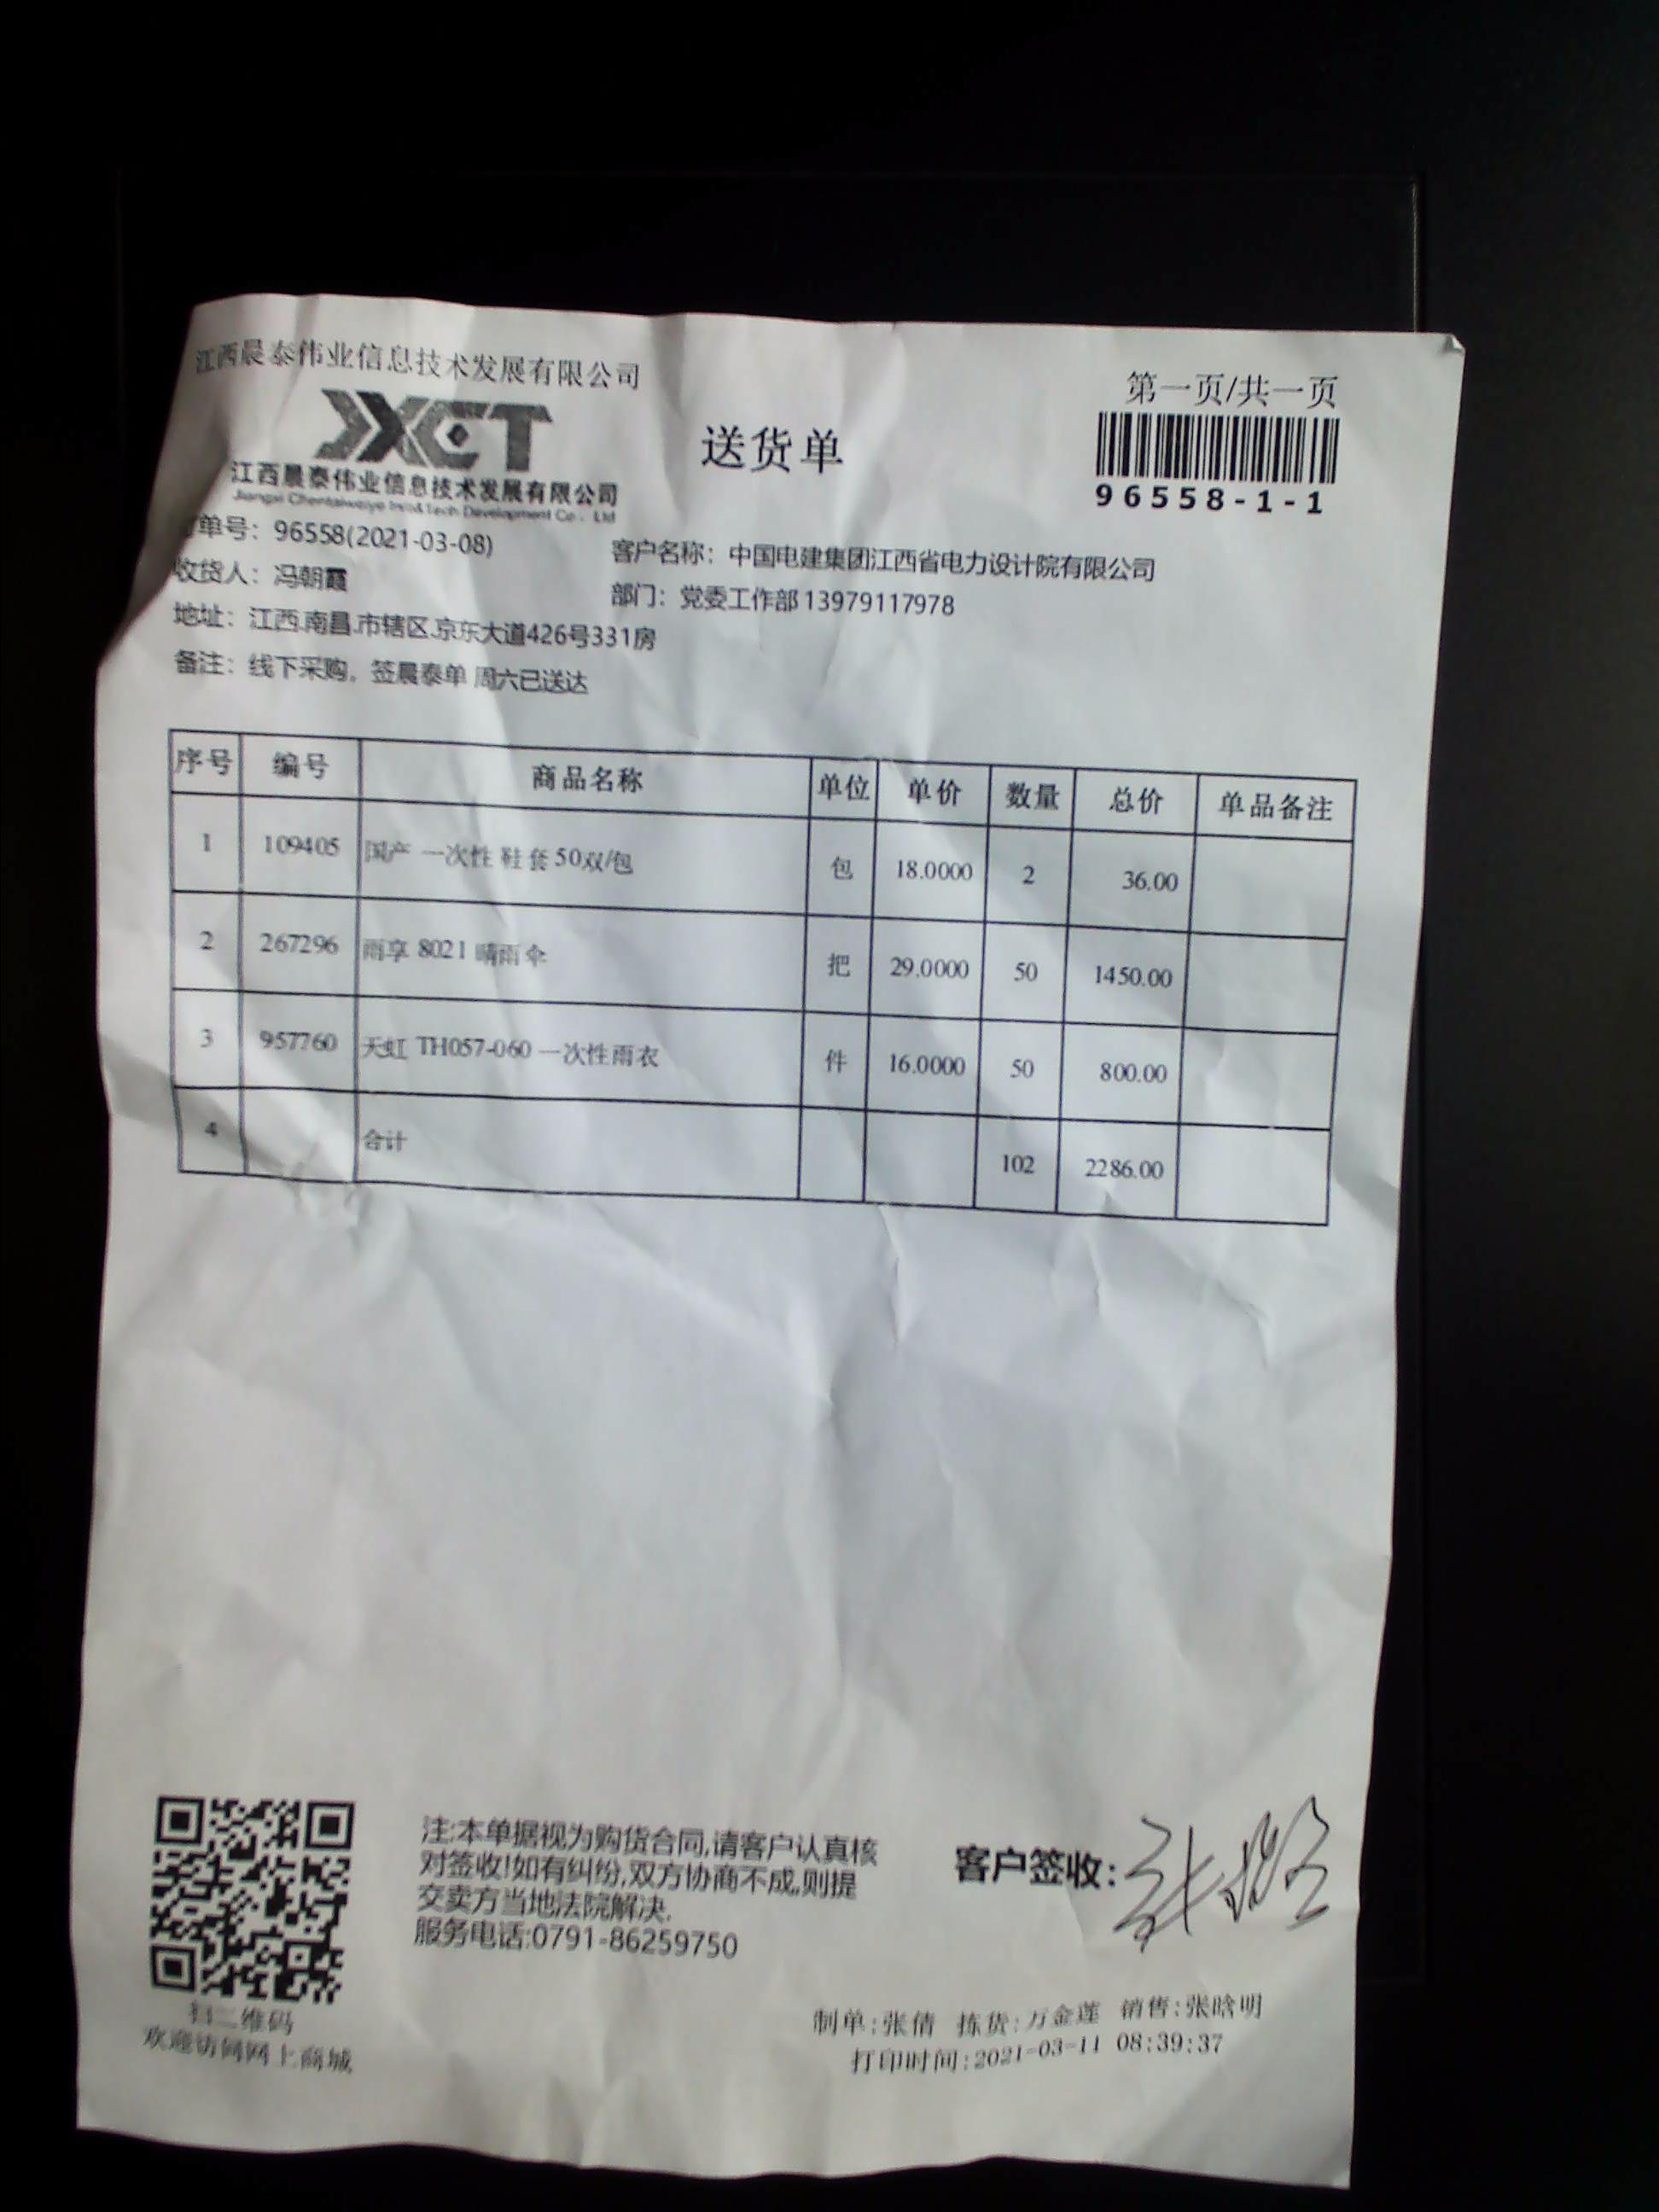 江西晨泰伟业信息技术发展有限公司
第一页/共一页
JXCT
送货单
江西晨泰伟业信息技术发展有限公司
96558-1-1
单号：96558(2021-03-08)
客户名称：中国电建集团江西省电力设计院有限公司
收货人：冯朝霞
部门：党委工作部 13979117978
地址：江西.南昌.市辖区.京东大道426号331房
备注：线下采购，签晨泰单 周六已送达
序号 编号 商品名称 单位 单价 数量 总价 单品备注
1 109405 国产 一次性 鞋套 50双/包 包 18.0000 2 36.00
2 267296 雨享 8021 晴雨伞 把 29.0000 50 1450.00
3 957760 天虹 TH057-060 一次性雨衣 件 16.0000 50 800.00
4 合计 102 2286.00
注:本单据视为购货合同,请客户认真核
对签收!如有纠纷,双方协商不成,则提
交卖方当地法院解决.
服务电话:0791-86259750
客户签收:
扫二维码
欢迎访问网上商城
制单:张倩 拣货:万金莲 销售:张晗明
打印时间:2021-03-11 08:39:37